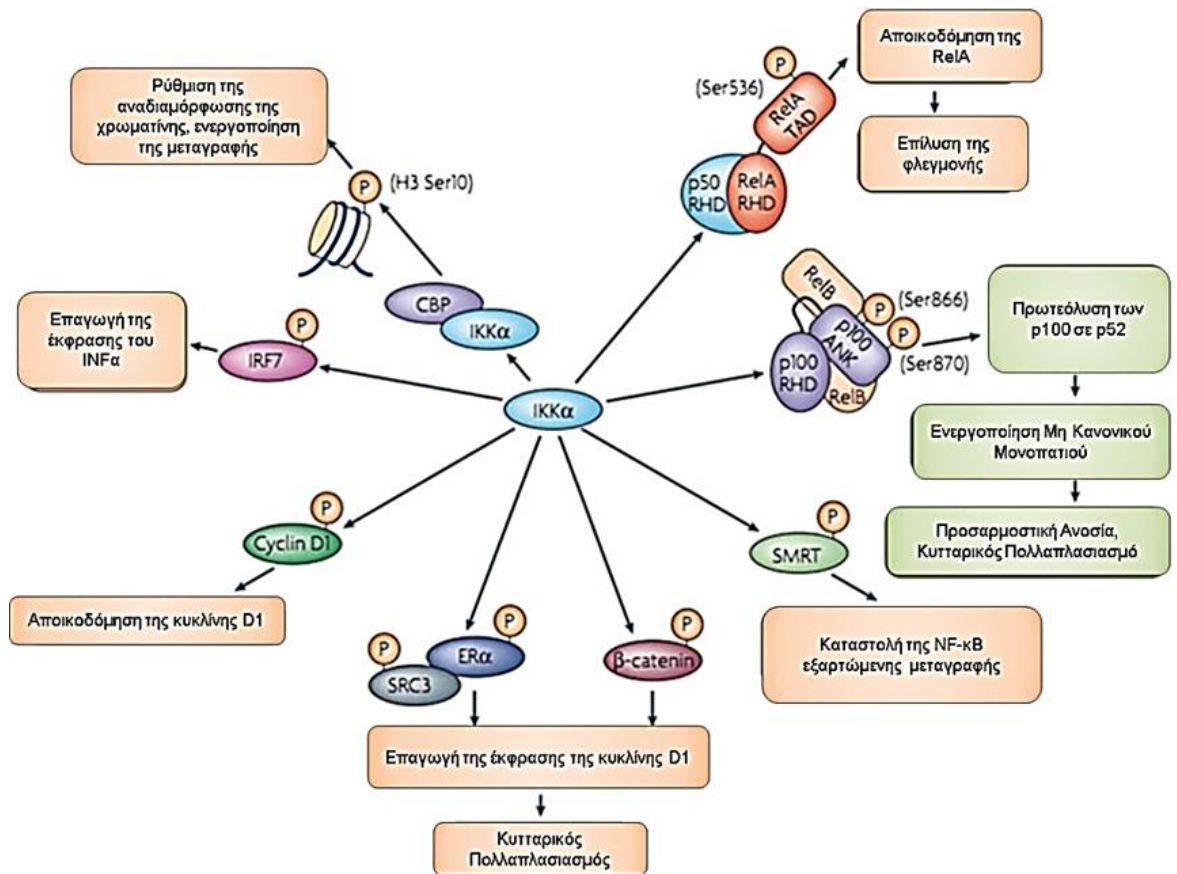 Ρύθμιση της
αναδιαμόρφωσης της
χρωματίνης, ενεργοποίηση
της μεταγραφής
P
(H3 Ser10)
CBP
IKKα
P
(Ser536)
RelA
TAD
p50
RHD
RelA
RHD
Αποικοδόμηση της
RelA
Επίλυση της
φλεγμονής
Επαγωγή της
έκφρασης του
INFα
P
IRF7
IKKα
RelB
P
(Ser866)
P
(Ser870)
p100
ANK
p100
RHD
RelB
Πρωτεόλυση των
p100 σε p52
Ενεργοποίηση Μη Κανονικού
Μονοπατιού
Προσαρμοστική Ανοσία,
Κυτταρικός Πολλαπλασιασμό
P
Cyclin D1
Αποικοδόμηση της κυκλίνης D1
P
SRC3
P
ERα
P
β-catenin
P
SMRT
Καταστολή της NF-κB
εξαρτώμενης μεταγραφής
Επαγωγή της έκφρασης της κυκλίνης D1
Κυτταρικός
Πολλαπλασιασμός